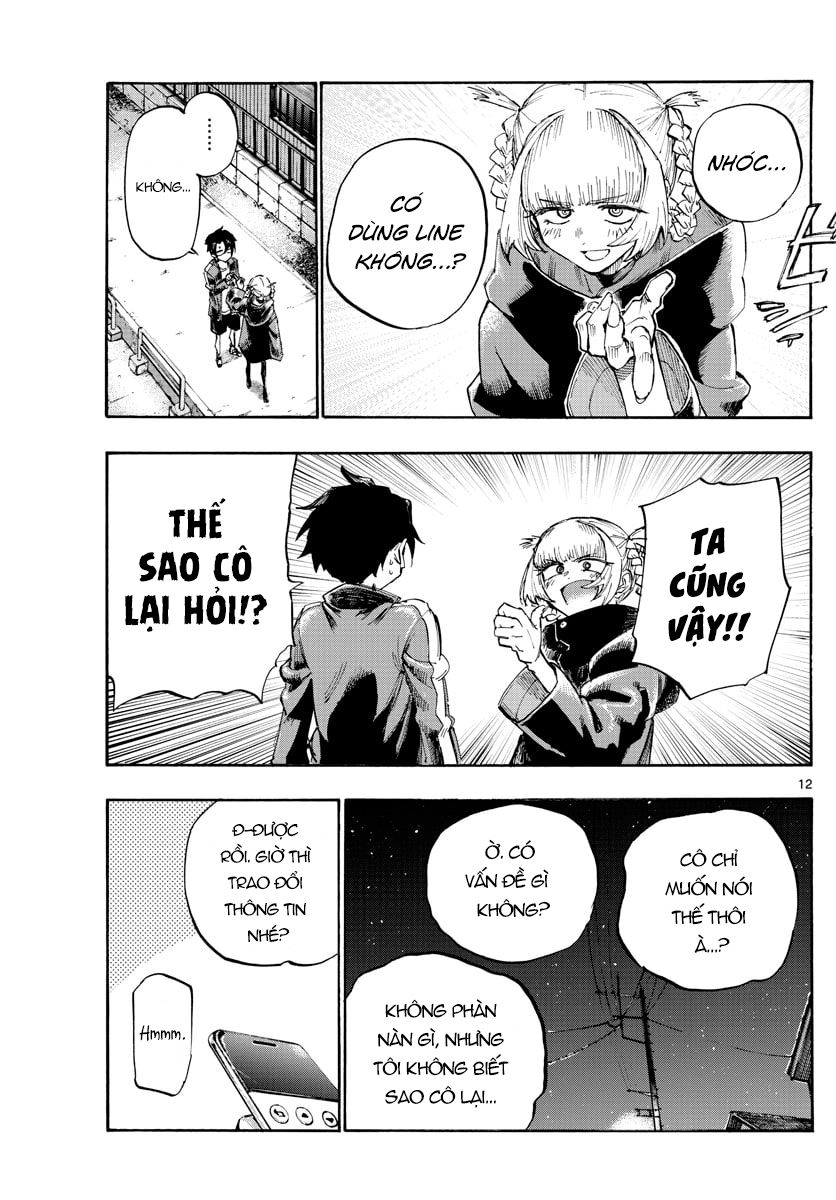 NHÓC...
CÓ
DÙNG LINE
KHÔNG...?
......
KHÔNG...
TA
CŨNG
VẬY!!
THẾ
SAO CÔ
LẠI HỎI!?
12
CÔ CHỈ
MUỐN NÓI
THẾ THÔI
À...?
Ờ. CÓ
VẤN ĐỀ GÌ
KHÔNG?
KHÔNG PHÀN
NÀN GÌ, NHƯNG
TÔI KHÔNG BIẾT
SAO CÔ LẠI...
Đ-ĐƯỢC
RỒI. GIỜ THÌ
TRAO ĐỔI
THÔNG TIN
NHÉ?
Hmmm.